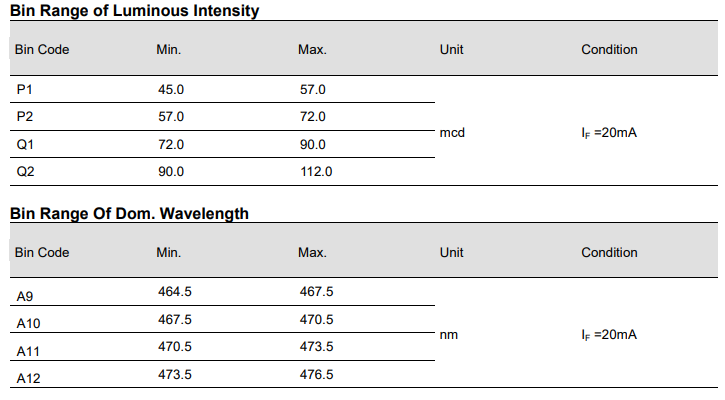 Bin Range of Luminous Intensity
Bin Code Min. Max. Unit Condition
P1 45.0 57.0
P2 57.0 72.0
mcd IF =20mA
Q1 72.0 90.0
Q2 90.0 112.0
Bin Range Of Dom. Wavelength
Bin Code Min. Max. Unit Condition
A9 464.5 467.5
A10 467.5 470.5
nm IF =20mA
A11 470.5 473.5
A12 473.5 476.5